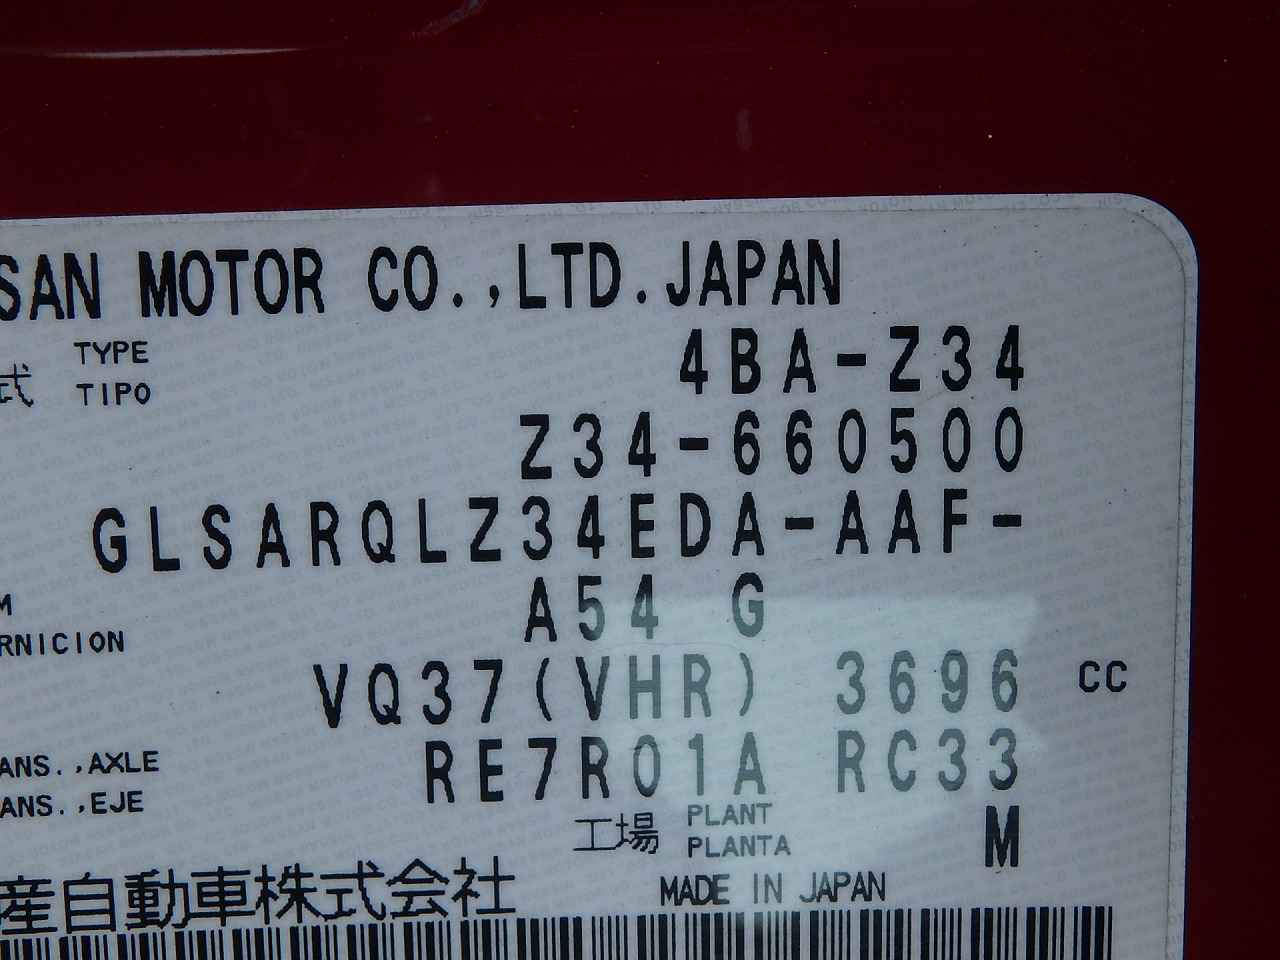 SAN MOTOR CO.,LTD.JAPAN
式 TYPE TIPO 4BA-Z34
Z34-660500
GLSARQLZ34EDA-AAF-
A54 G
RNICION
VQ37(VHR) 3696 CC
ANS.,AXLE
ANS.,EJE
RE7R01A RC33
工場 PLANT PLANTA M
産自動車株式会社 MADE IN JAPAN